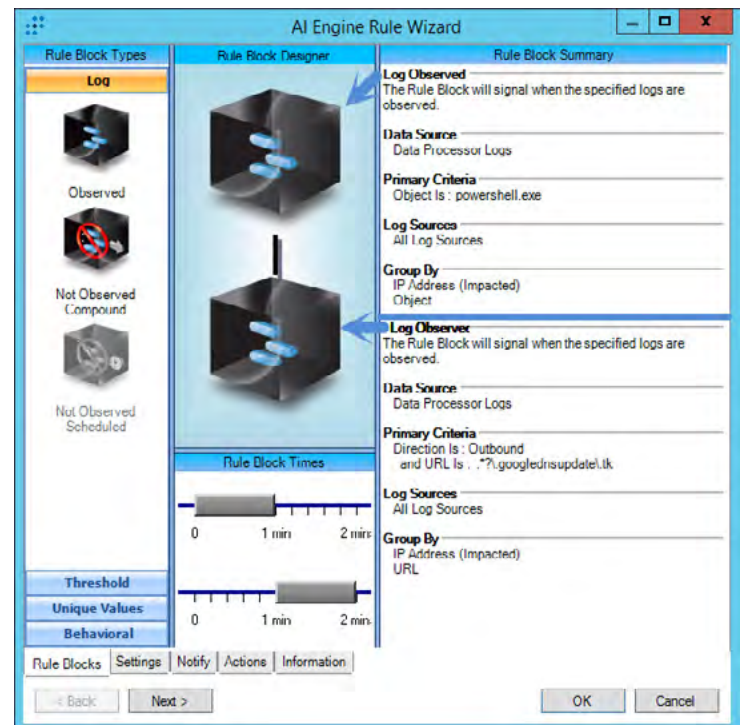 AI Engine Rule Wizard
Rule Block Types
Log
Observed
Not Observed
Compound
Not Observed
Scheduled
Threshold
Unique Values
Behavioral
Rule Block Designer
Rule Block Times
0 1 min 2 min
0 1 min 2 min
Rule Block Summary
Log Observed
The Rule Block will signal when the specified logs are
observed.
Data Source
Data Processor Logs
Primary Criteria
Object Is : powershell.exe
Log Sources
All Log Sources
Group By
IP Address (Impacted)
Object
Log Observed
The Rule Block will signal when the specified logs are
observed.
Data Source
Data Processor Logs
Primary Criteria
Direction Is : Outbound
and URL Is : .*?\.googlednsupdate\.tk
Log Sources
All Log Sources
Group By
IP Address (Impacted)
URL
Rule Blocks Settings Notify Actions Information
< Back Next > OK Cancel